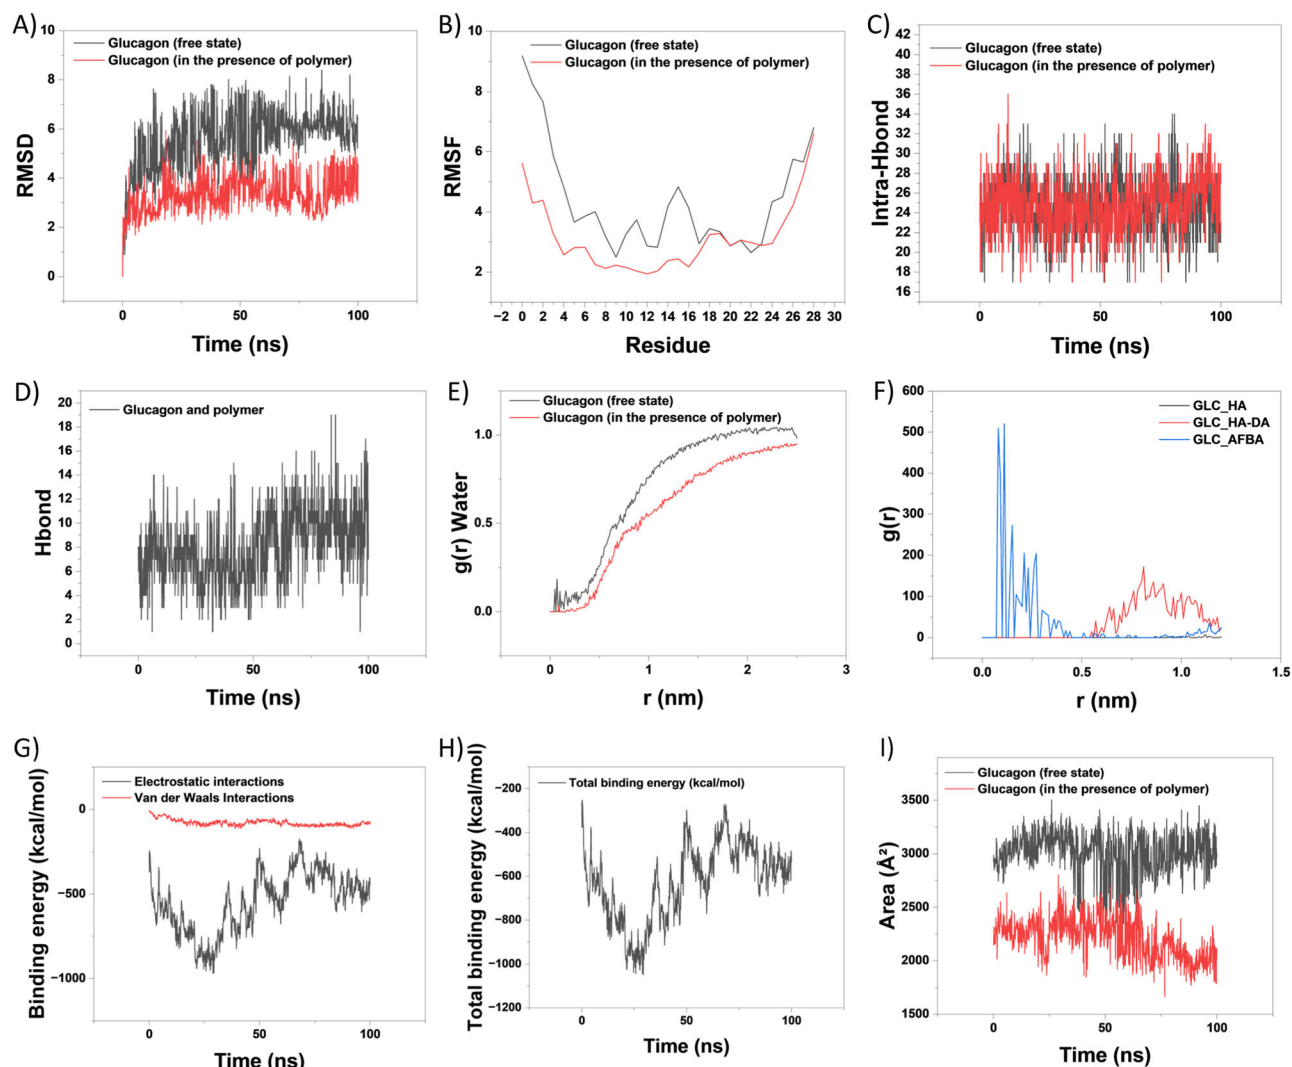 A)
Glucagon (free state)
Glucagon (in the presence of polymer)
RMSD
10
8
6
4
2
0
0 50 100
Time (ns)
B)
Glucagon (free state)
Glucagon (in the presence of polymer)
RMSF
10
8
6
4
2
−2 0 2 4 6 8 10 12 14 16 18 20 22 24 26 28 30
Residue
C)
Glucagon (free state)
Glucagon (in the presence of polymer)
Intra-Hbond
42
40
38
36
34
32
30
28
26
24
22
20
18
16
0 50 100
Time (ns)
D)
Glucagon and polymer
Hbond
20
18
16
14
12
10
8
6
4
2
0
0 50 100
Time (ns)
E)
Glucagon (free state)
Glucagon (in the presence of polymer)
g(r) Water
1.0
0.5
0.0
0 1 2 3
r (nm)
F)
GLC_HA
GLC_HA-DA
GLC_AFBA
g(r)
600
500
400
300
200
100
0
0.0 0.5 1.0 1.5
r (nm)
G)
Electrostatic interactions
Van der Waals Interactions
Binding energy (kcal/mol)
0
−500
−1000
0 50 100
Time (ns)
H)
Total binding energy (kcal/mol)
Total binding energy (kcal/mol)
−200
−400
−600
−800
−1000
−1200
0 50 100
Time (ns)
I)
Glucagon (free state)
Glucagon (in the presence of polymer)
Area (Å²)
3500
3000
2500
2000
1500
0 50 100
Time (ns)